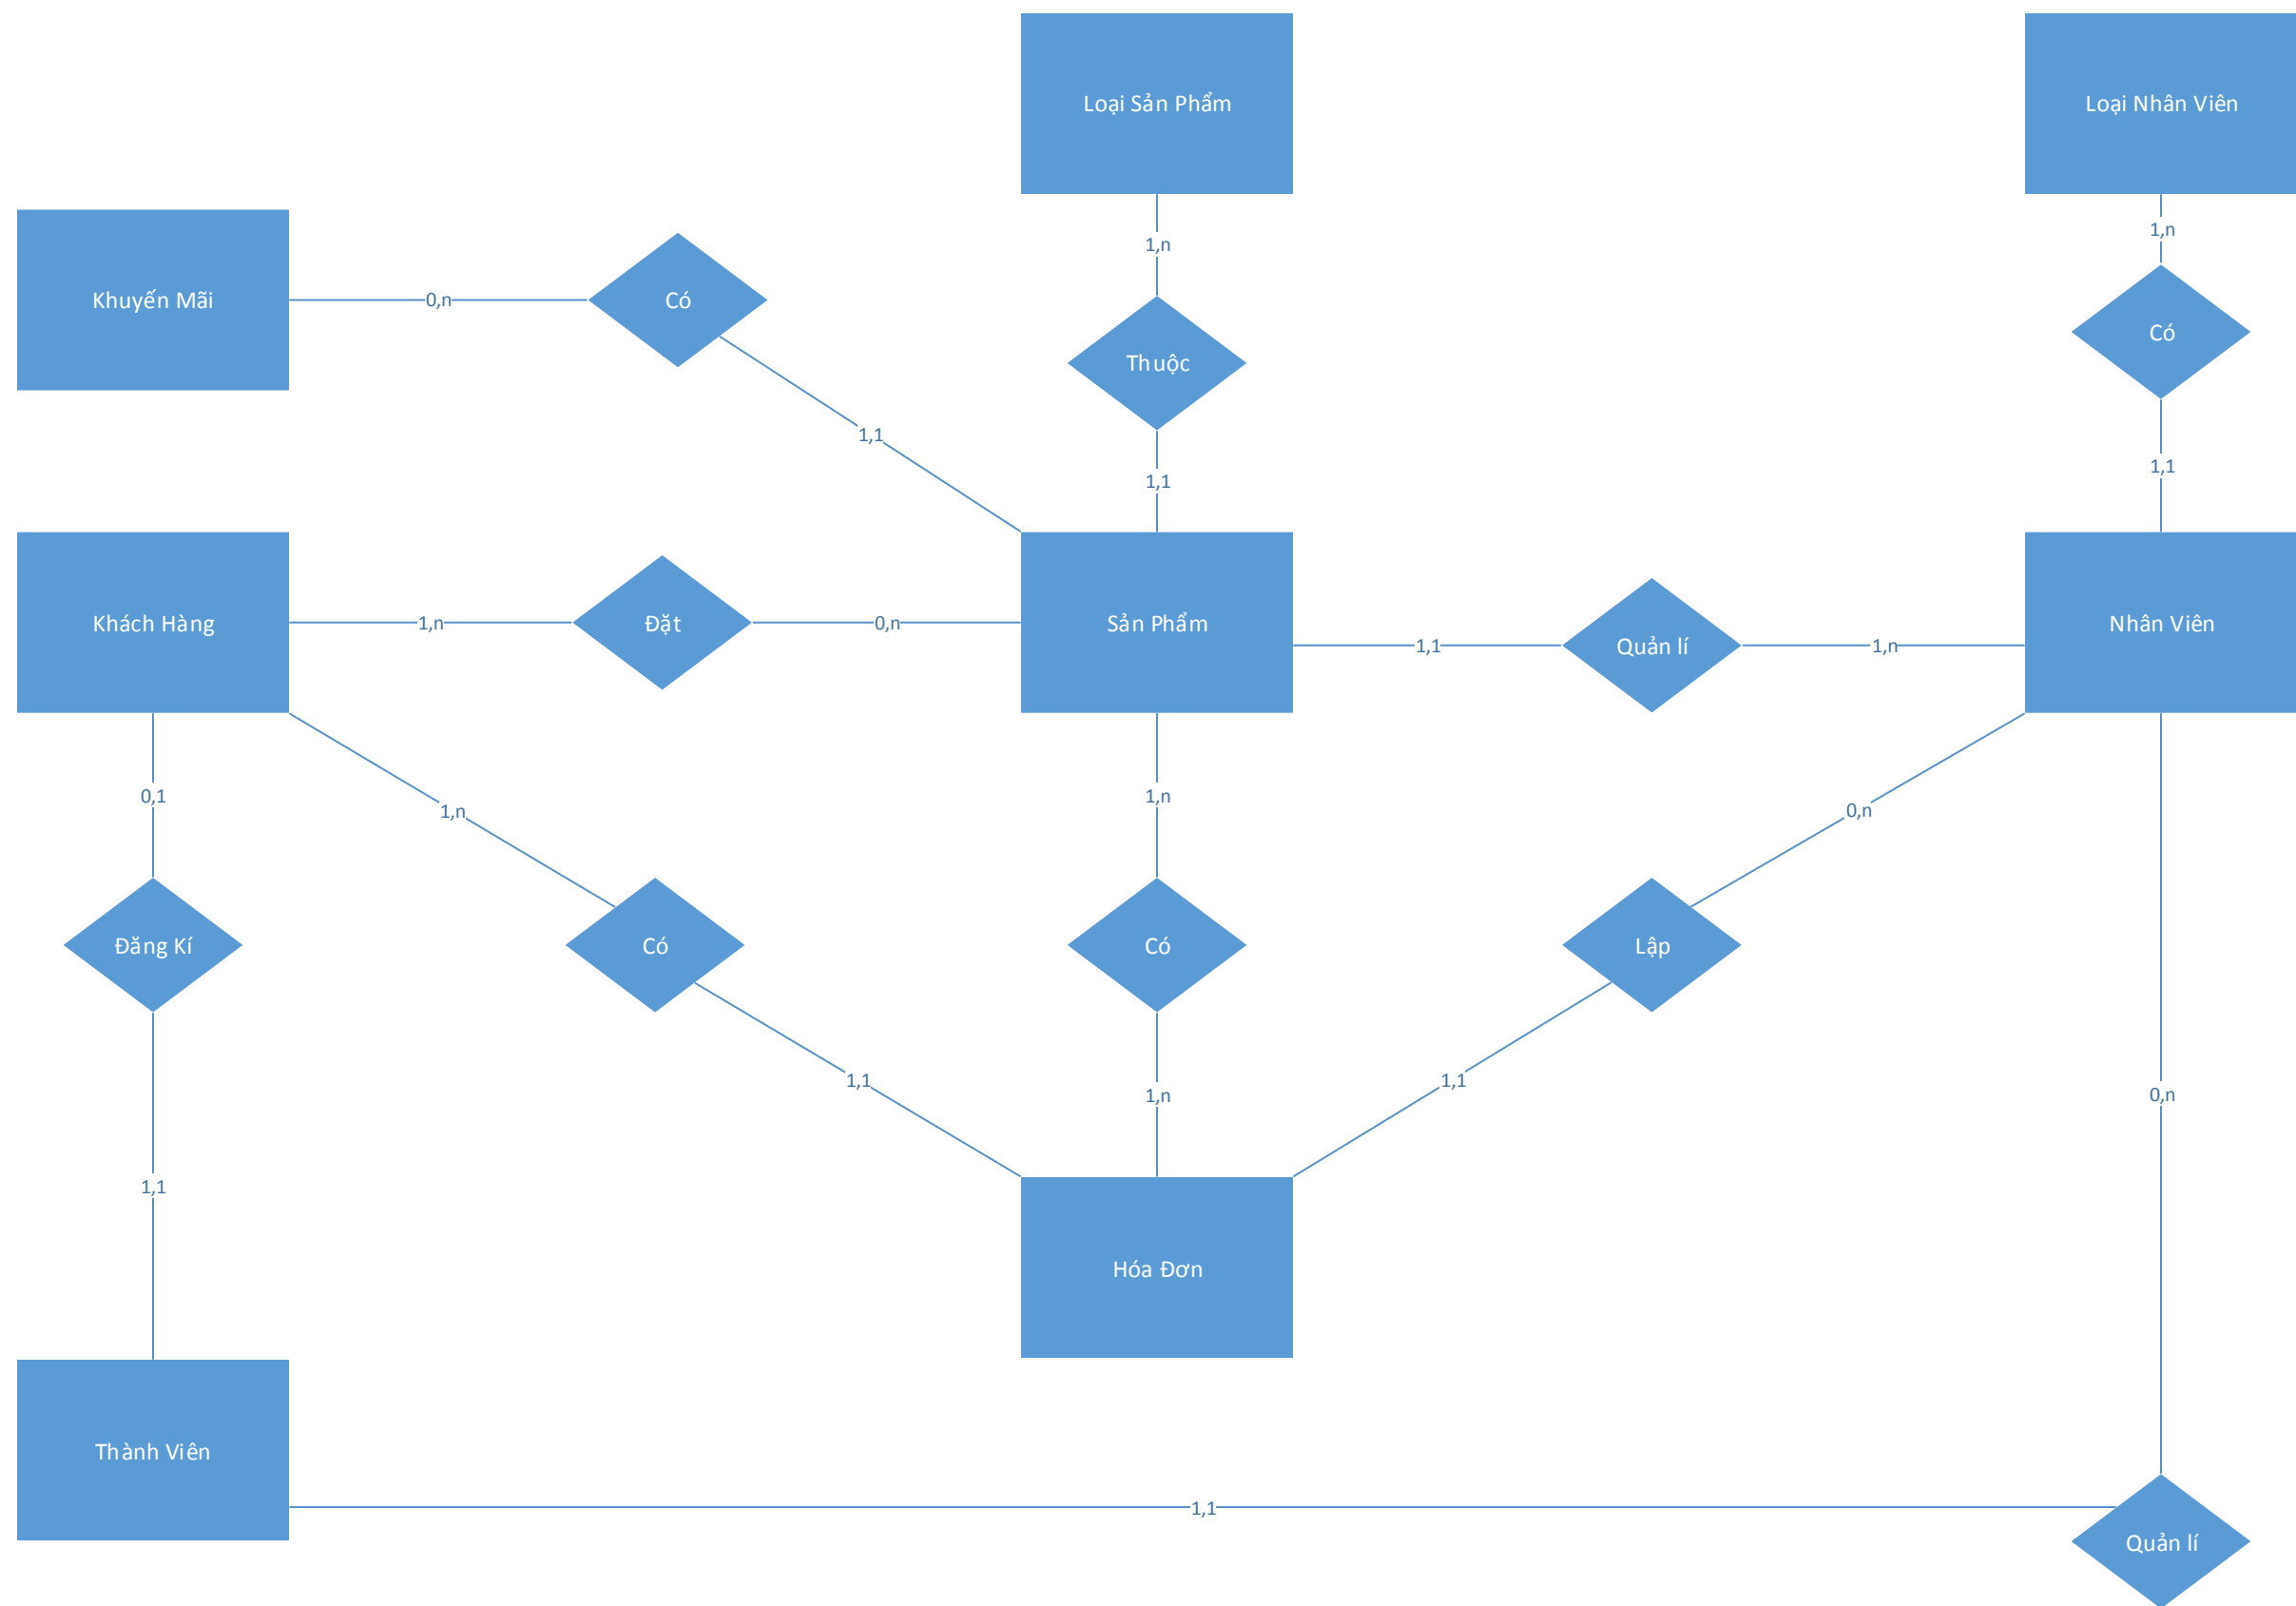 Loại Sản Phẩm
Loại Nhân Viên
1,n
1,n
Khuyến Mãi
0,n
Có
Có
Thuộc
1,1
1,1
1,1
Khách Hàng
1,n
Đặt
0,n
Sản Phẩm
1,1
Quản lí
1,n
Nhân Viên
0,1
1,n
1,n
0,n
Đăng Kí
Có
Có
Lập
1,1
1,1
1,n
0,n
1,1
Hóa Đơn
Thành Viên
1,1
Quản lí